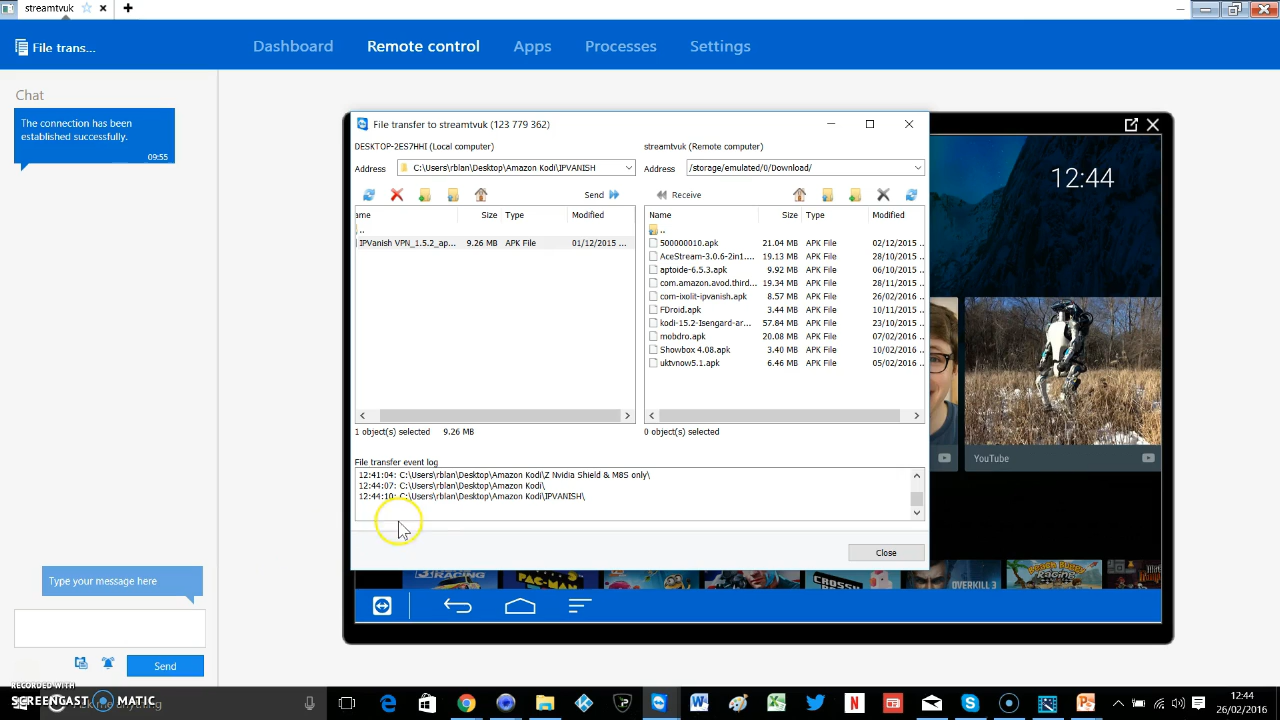 streamtvuk
File trans...
Dashboard
Remote control
Apps
Processes
Settings
Chat
The connection has been
established successfully.
09:55
Type your message here
Send
File transfer to streamtvuk (123 779 362)
DESKTOP-2ES7HHI (Local computer)
streamtvuk (Remote computer)
Address C:\Users\rblan\Desktop\Amazon Kodi\IPVANISH
Address /storage/emulated/0/Download/
Send
Receive
ame Size Type Modified
..
IPVanish VPN_1.5.2_ap... 9.26 MB APK File 01/12/2015 ...
Name Size Type Modified
..
500000010.apk 21.04 MB APK File 02/12/2015 ..
AceStream-3.0.6-2in1.... 19.13 MB APK File 28/10/2015 ..
aptoide-6.5.3.apk 9.92 MB APK File 06/10/2015 ..
com.amazon.avod.third... 19.34 MB APK File 28/11/2015 ..
com-ixolit-ipvanish.apk 8.57 MB APK File 26/02/2016 ..
FDroid.apk 3.44 MB APK File 10/11/2015 ..
kodi-15.2-Isengard-ar... 57.84 MB APK File 23/10/2015 ..
mobdro.apk 20.08 MB APK File 07/02/2016 ..
Showbox 4.08.apk 3.40 MB APK File 10/02/2016 ..
uktvnow5.1.apk 6.46 MB APK File 05/02/2016 ..
1 object(s) selected 9.26 MB
0 object(s) selected
File transfer event log
12:41:04: C:\Users\rblan\Desktop\Amazon Kodi\Z Nvidia Shield & M8S only\
12:44:07: C:\Users\rblan\Desktop\Amazon Kodi\
12:44:10: C:\Users\rblan\Desktop\Amazon Kodi\IPVANISH\
Close
12:44
YouTube
RACING
PAC-MAN
CROSSY
OVERKILL 3
BEACH BUGGY
RACING
RECORDED WITH
SCREENCAST MATIC
12:44
26/02/2016